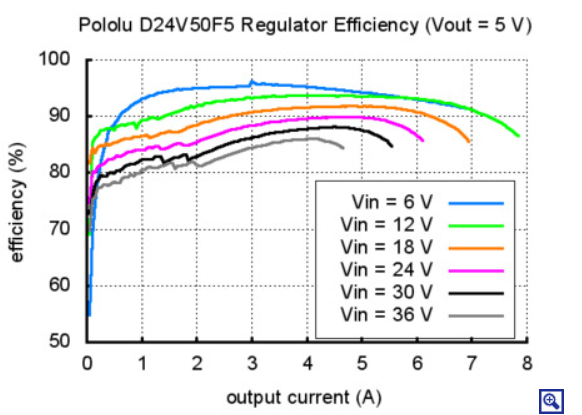 Pololu D24V50F5 Regulator Efficiency (Vout = 5 V)
efficiency (%)
100
90
80
70
60
50
0 1 2 3 4 5 6 7 8
output current (A)
Vin = 6 V
Vin = 12 V
Vin = 18 V
Vin = 24 V
Vin = 30 V
Vin = 36 V